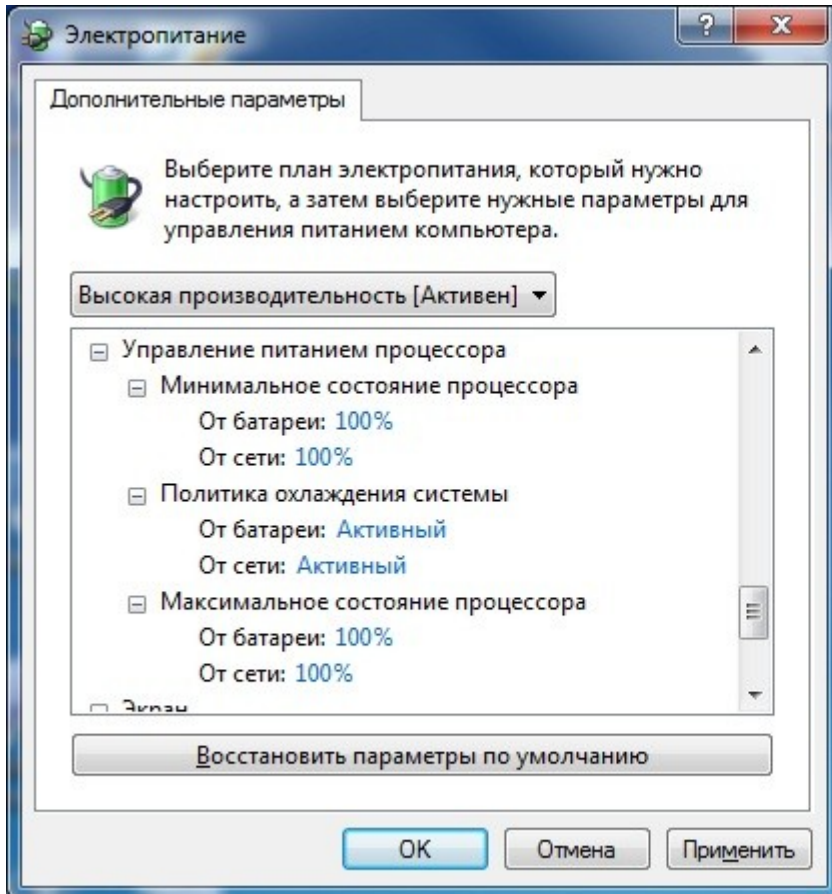 Электропитание
?
Дополнительные параметры
Выберите план электропитания, который нужно
настроить, а затем выберите нужные параметры для
управления питанием компьютера.
Высокая производительность [Активен]
Управление питанием процессора
Минимальное состояние процессора
От батареи: 100%
От сети: 100%
Политика охлаждения системы
От батареи: Активный
От сети: Активный
Максимальное состояние процессора
От батареи: 100%
От сети: 100%
Экран
Восстановить параметры по умолчанию
ОК Отмена Применить